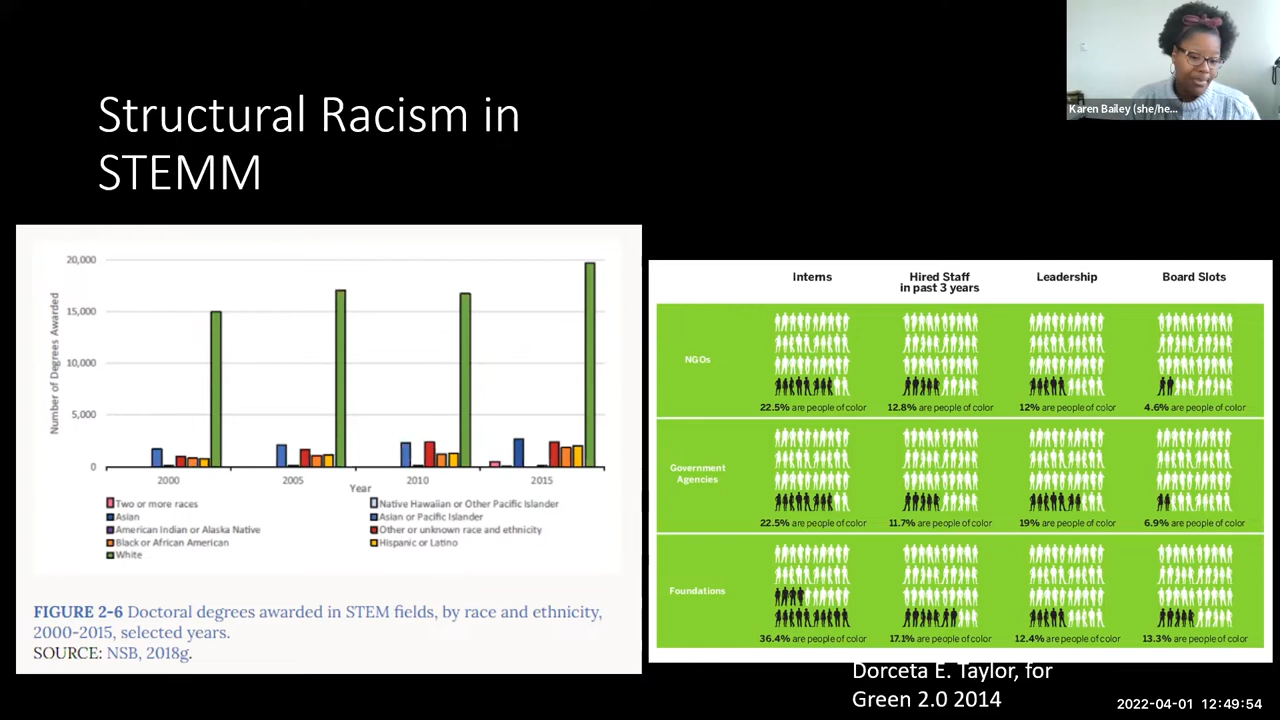 Structural Racism in
STEMM
Karen Bailey (she/he...
20,000
15,000
10,000
5,000
0
Number of Degrees Awarded
2000
2005
2010
2015
Year
Two or more races
Native Hawaiian or Other Pacific Islander
Asian
Asian or Pacific Islander
American Indian or Alaska Native
Other or unknown race and ethnicity
Black or African American
Hispanic or Latino
White
FIGURE 2-6 Doctoral degrees awarded in STEM fields, by race and ethnicity,
2000-2015, selected years.
SOURCE: NSB, 2018g.
Interns
Hired Staff
in past 3 years
Leadership
Board Slots
NGOs
22.5% are people of color
12.8% are people of color
12% are people of color
4.6% are people of color
Government
Agencies
22.5% are people of color
11.7% are people of color
19% are people of color
6.9% are people of color
Foundations
36.4% are people of color
17.1% are people of color
12.4% are people of color
13.3% are people of color
Dorceta E. Taylor, for
Green 2.0 2014
2022-04-01 12:49:54